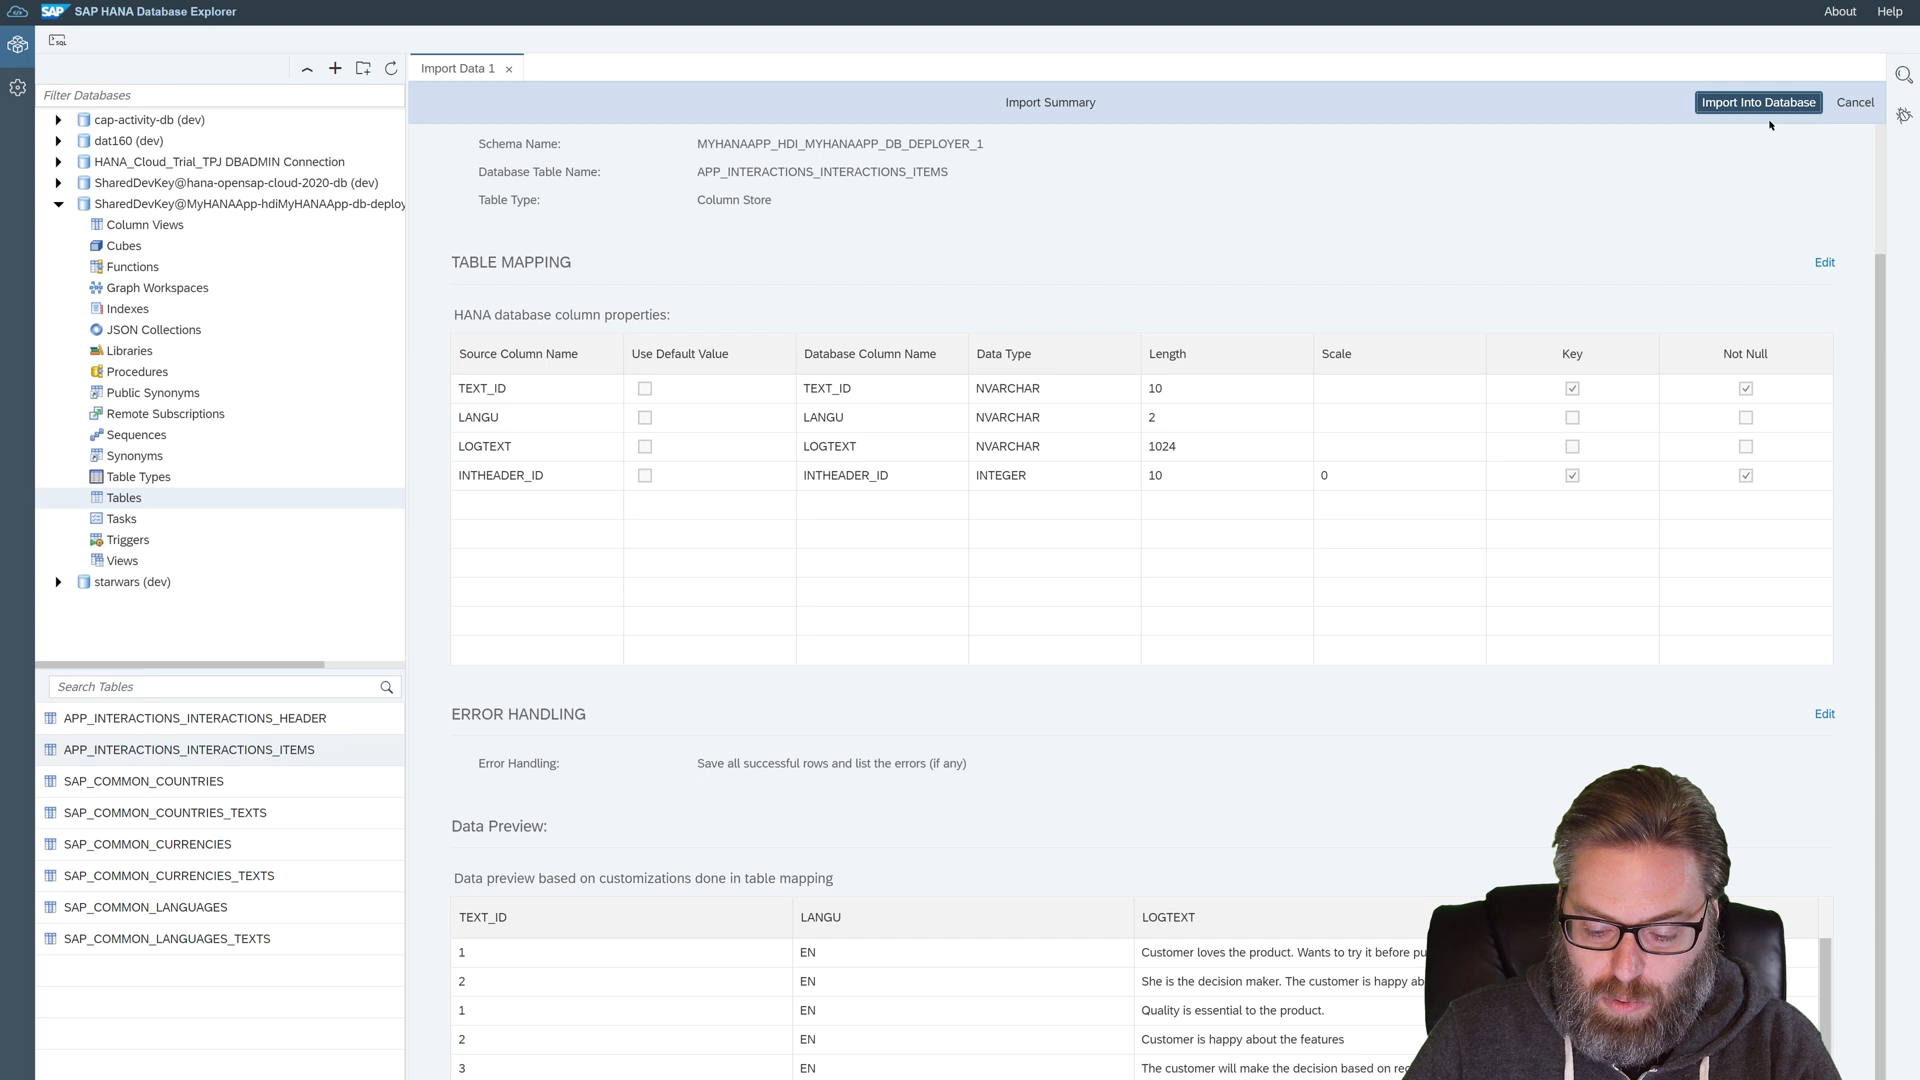 SAP SAP HANA Database Explorer
About Help
SQL
Import Data 1 ×
Filter Databases
Import Summary
Import Into Database Cancel
cap-activity-db (dev)
dat160 (dev)
HANA_Cloud_Trial_TPJ DBADMIN Connection
SharedDevKey@hana-opensap-cloud-2020-db (dev)
SharedDevKey@MyHANAApp-hdiMyHANAApp-db-deploy
Column Views
Cubes
Functions
Graph Workspaces
Indexes
JSON Collections
Libraries
Procedures
Public Synonyms
Remote Subscriptions
Sequences
Synonyms
Table Types
Tables
Tasks
Triggers
Views
starwars (dev)
Search Tables
APP_INTERACTIONS_INTERACTIONS_HEADER
APP_INTERACTIONS_INTERACTIONS_ITEMS
SAP_COMMON_COUNTRIES
SAP_COMMON_COUNTRIES_TEXTS
SAP_COMMON_CURRENCIES
SAP_COMMON_CURRENCIES_TEXTS
SAP_COMMON_LANGUAGES
SAP_COMMON_LANGUAGES_TEXTS
Schema Name: MYHANAAPP_HDI_MYHANAAPP_DB_DEPLOYER_1
Database Table Name: APP_INTERACTIONS_INTERACTIONS_ITEMS
Table Type: Column Store
TABLE MAPPING Edit
HANA database column properties:
Source Column Name Use Default Value Database Column Name Data Type Length Scale Key Not Null
TEXT_ID TEXT_ID NVARCHAR 10
LANGU LANGU NVARCHAR 2
LOGTEXT LOGTEXT NVARCHAR 1024
INTHEADER_ID INTHEADER_ID INTEGER 10 0
ERROR HANDLING Edit
Error Handling: Save all successful rows and list the errors (if any)
Data Preview:
Data preview based on customizations done in table mapping
TEXT_ID LANGU LOGTEXT
1 EN Customer loves the product. Wants to try it before pu
2 EN She is the decision maker. The customer is happy ab
1 EN Quality is essential to the product.
2 EN Customer is happy about the features
3 EN The customer will make the decision based on rec